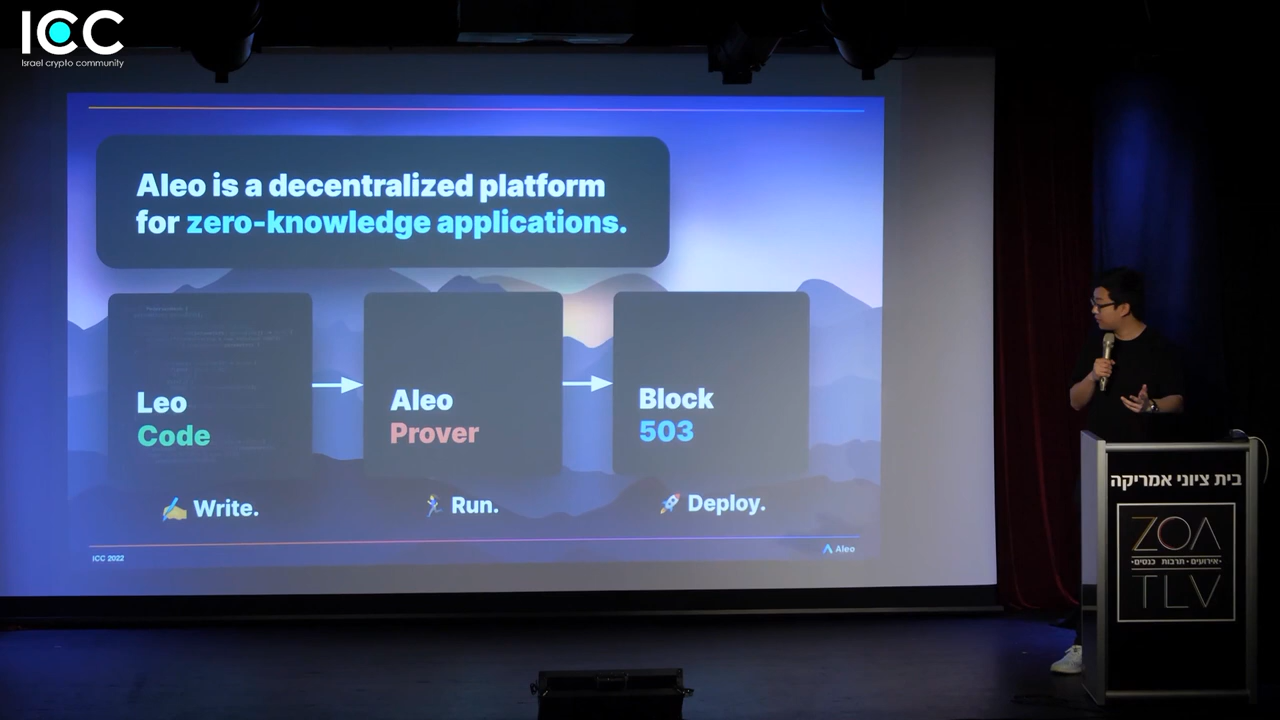 ICC
Israel crypto community
Aleo is a decentralized platform
for zero-knowledge applications.
Leo
Code
Aleo
Prover
Block
503
Write.
Run.
Deploy.
ICC 2022
Aleo
בית ציוני אמריקה
ZOA
•אירועים • תרבות כנסים•
TLV